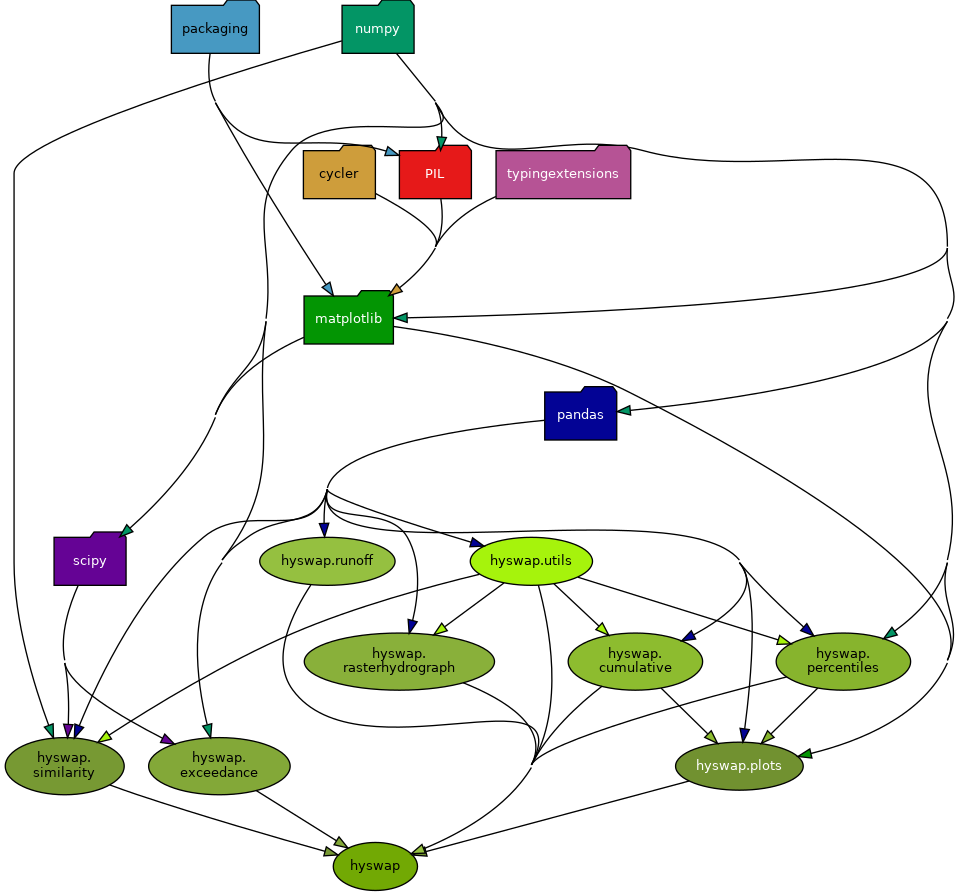 packaging
numpy
cycler
PIL
typingextensions
matplotlib
pandas
scipy
hyswap.runoff
hyswap.utils
hyswap.
rasterhydrograph
hyswap.
cumulative
hyswap.
percentiles
hyswap.
similarity
hyswap.
exceedance
hyswap.plots
hyswap